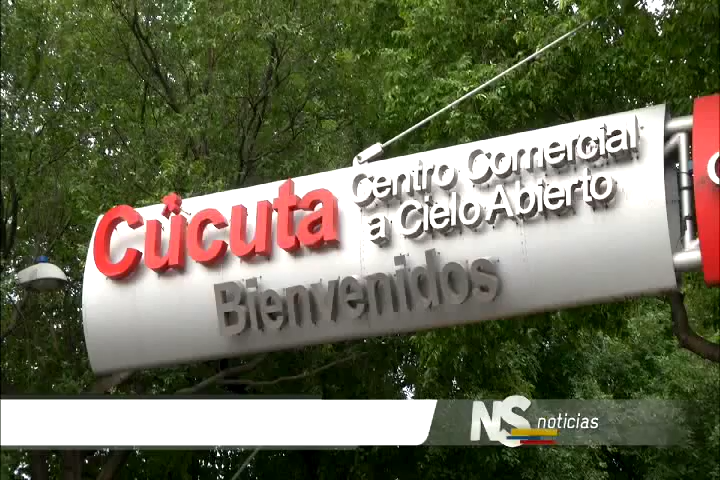 Cúcuta Centro Comercial
a Cielo Abierto
Bienvenidos
NS noticias